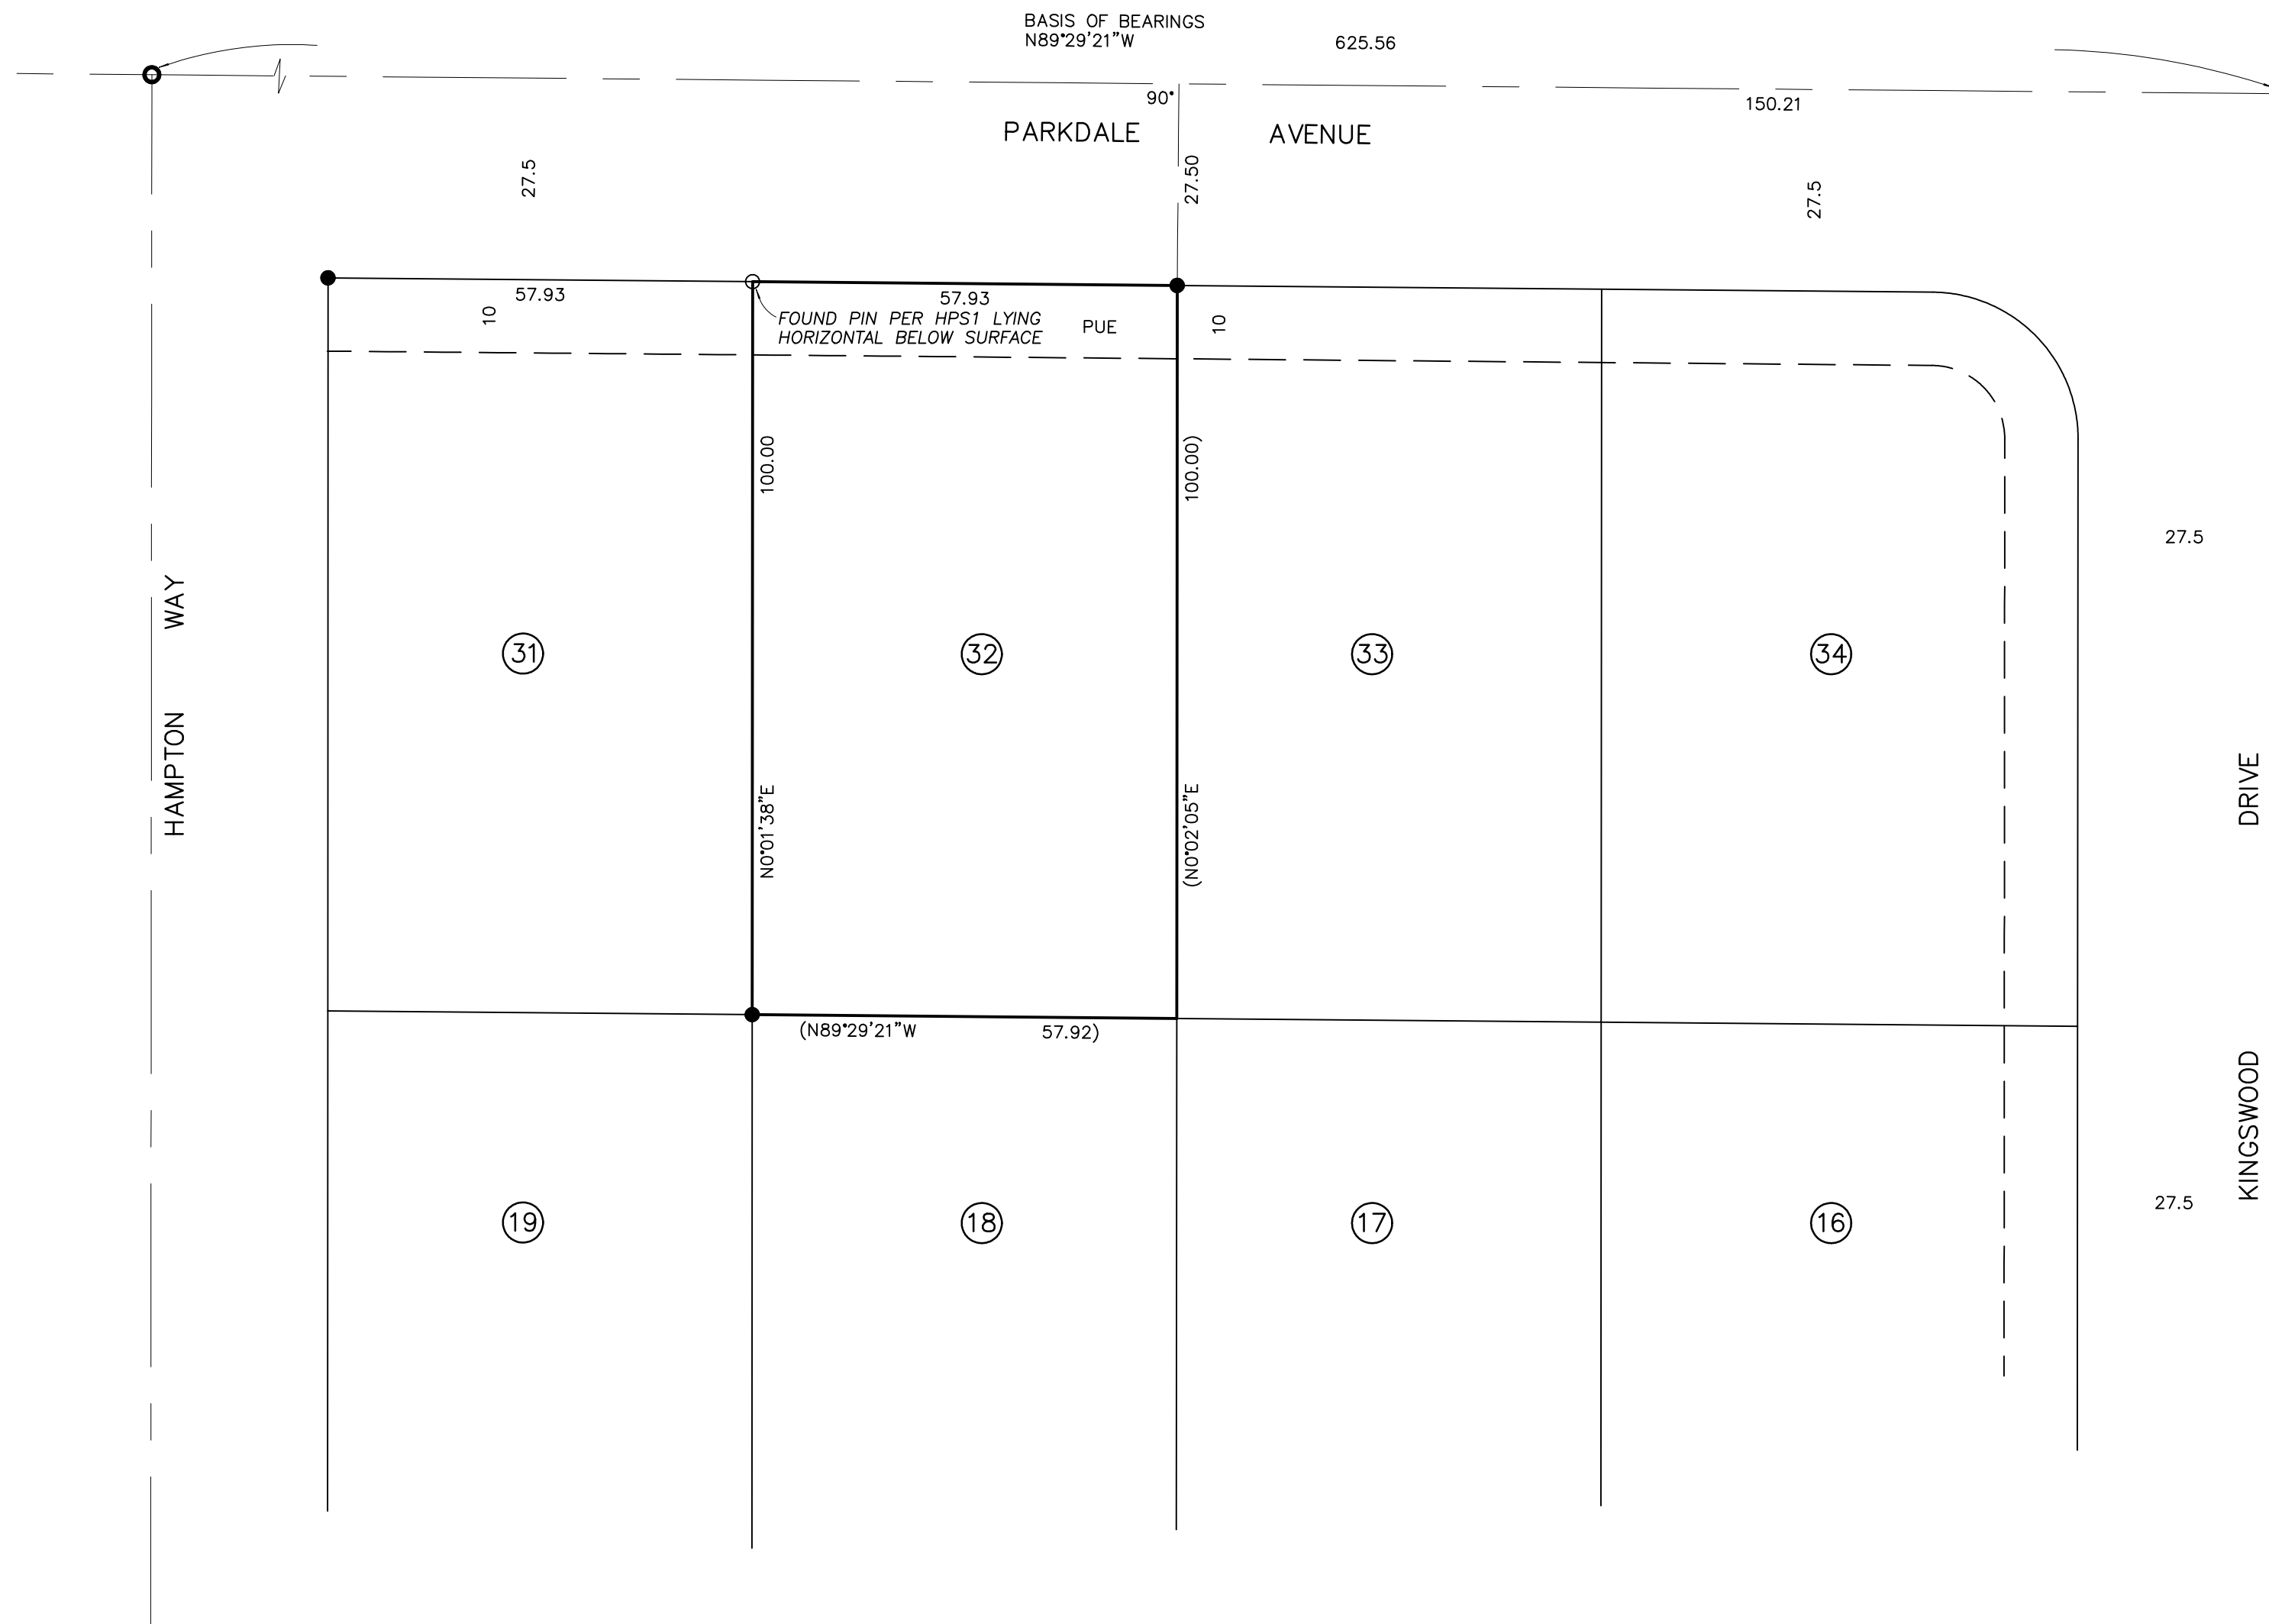 BASIS OF BEARINGS
N89°29'21"W 625.56
90°
150.21
PARKDALE AVENUE
27.5
27.50
27.5
57.93
57.93
10
FOUND PIN PER HPS1 LYING
HORIZONTAL BELOW SURFACE
PUE
10
100.00
100.00)
27.5
HAMPTON WAY
31
32
33
34
N0°01'38"E
(N0°02'05"E
KINGSWOOD DRIVE
(N89°29'21"W 57.92)
27.5
19
18
17
16